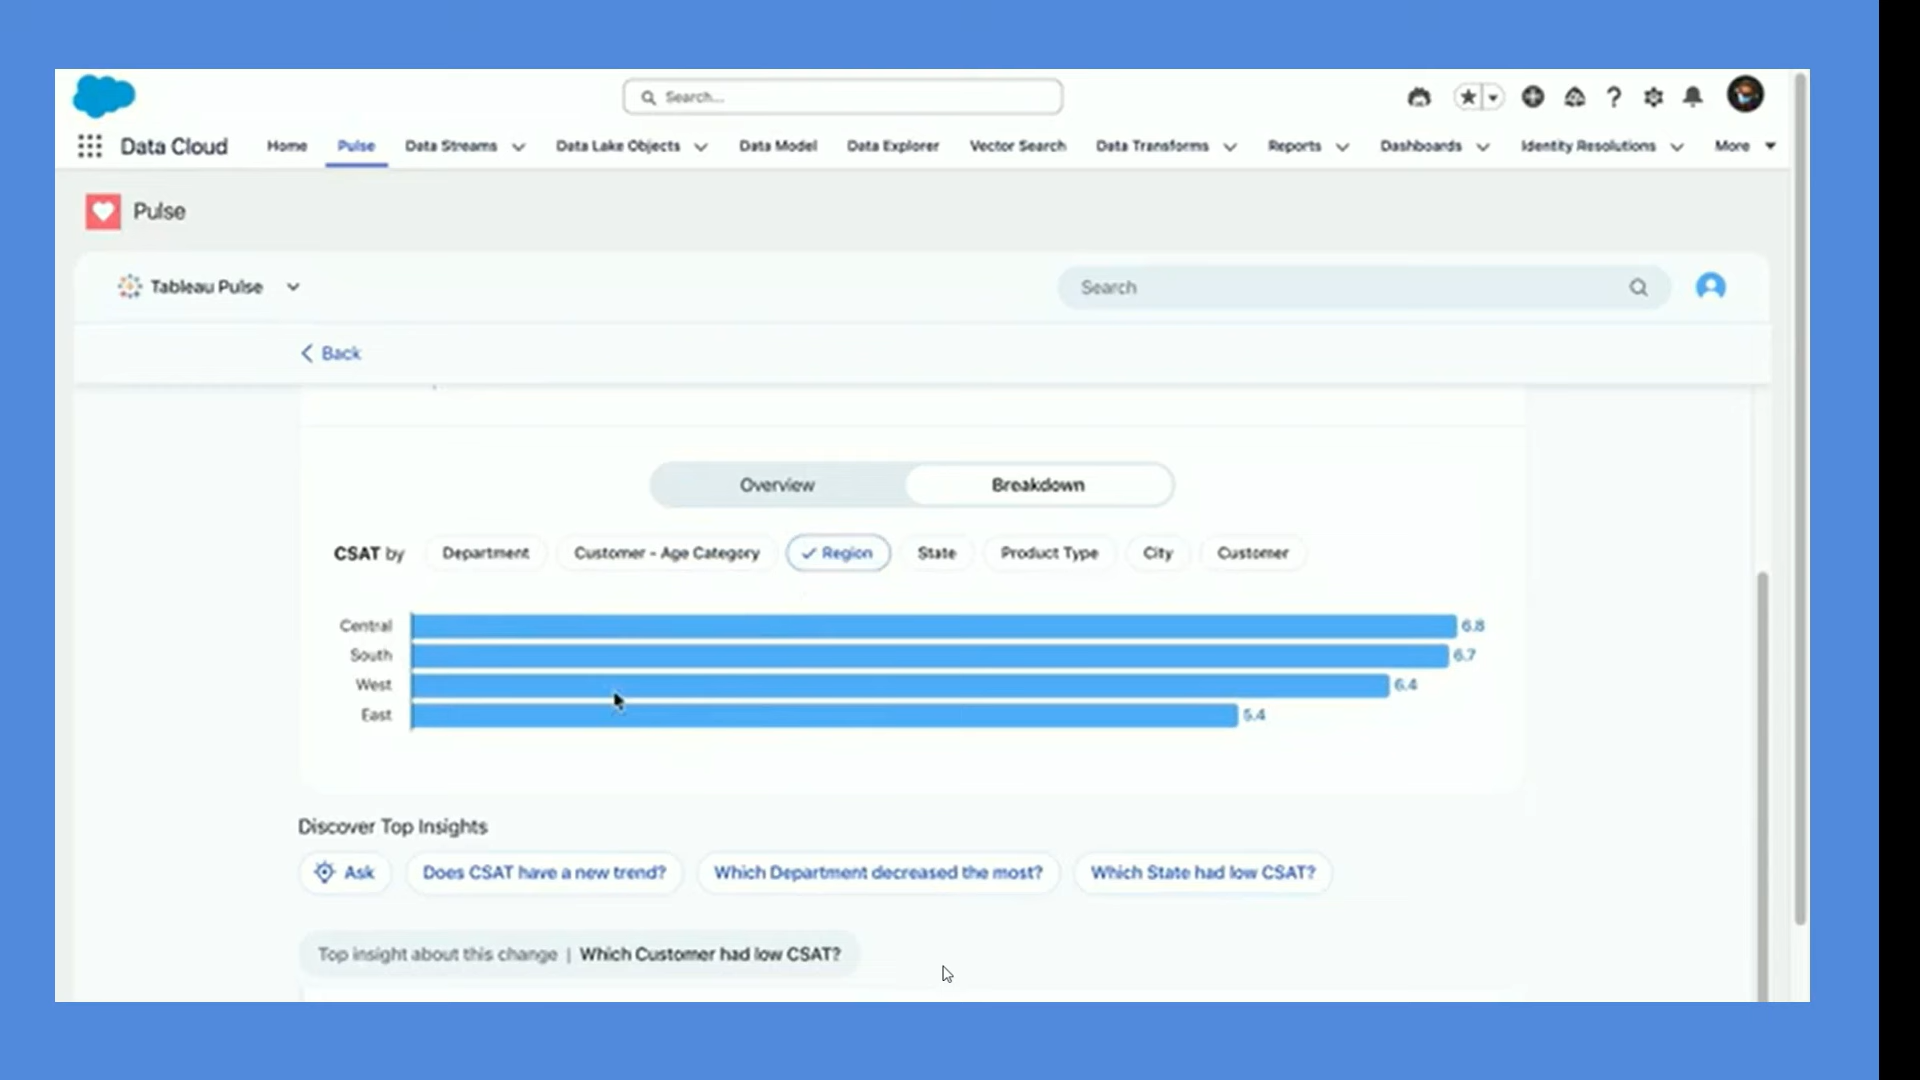 Search...
Data Cloud Home Pulse Data Streams Data Lake Objects Data Model Data Explorer Vector Search Data Transforms Reports Dashboards Identity Resolutions More
Pulse
Tableau Pulse
Search
Back
Overview Breakdown
CSAT by Department Customer - Age Category Region State Product Type City Customer
Central 6.8
South 6.7
West 6.4
East 5.4
Discover Top Insights
Ask Does CSAT have a new trend? Which Department decreased the most? Which State had low CSAT?
Top insight about this change | Which Customer had low CSAT?